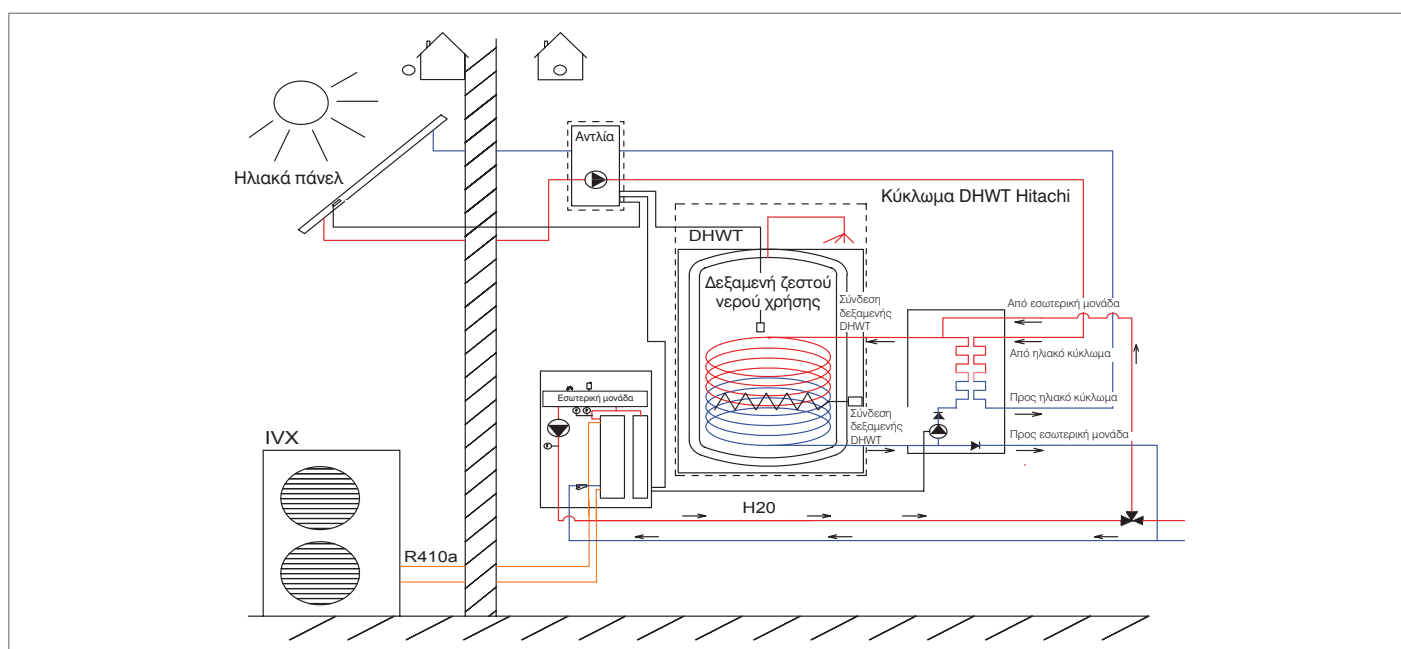 Αντλία
Ηλιακά πάνελ
Κύκλωμα DHWT Hitachi
DHWT
Δεξαμενή ζεστού
νερού χρήσης
Σύνδεση
δεξαμενής
DHWT
Από εσωτερική μονάδα
Από ηλιακό κύκλωμα
Εσωτερική μονάδα
Προς ηλιακό κύκλωμα
Σύνδεση
δεξαμενής
DHWT
Προς εσωτερική μονάδα
IVX
H20
R410a